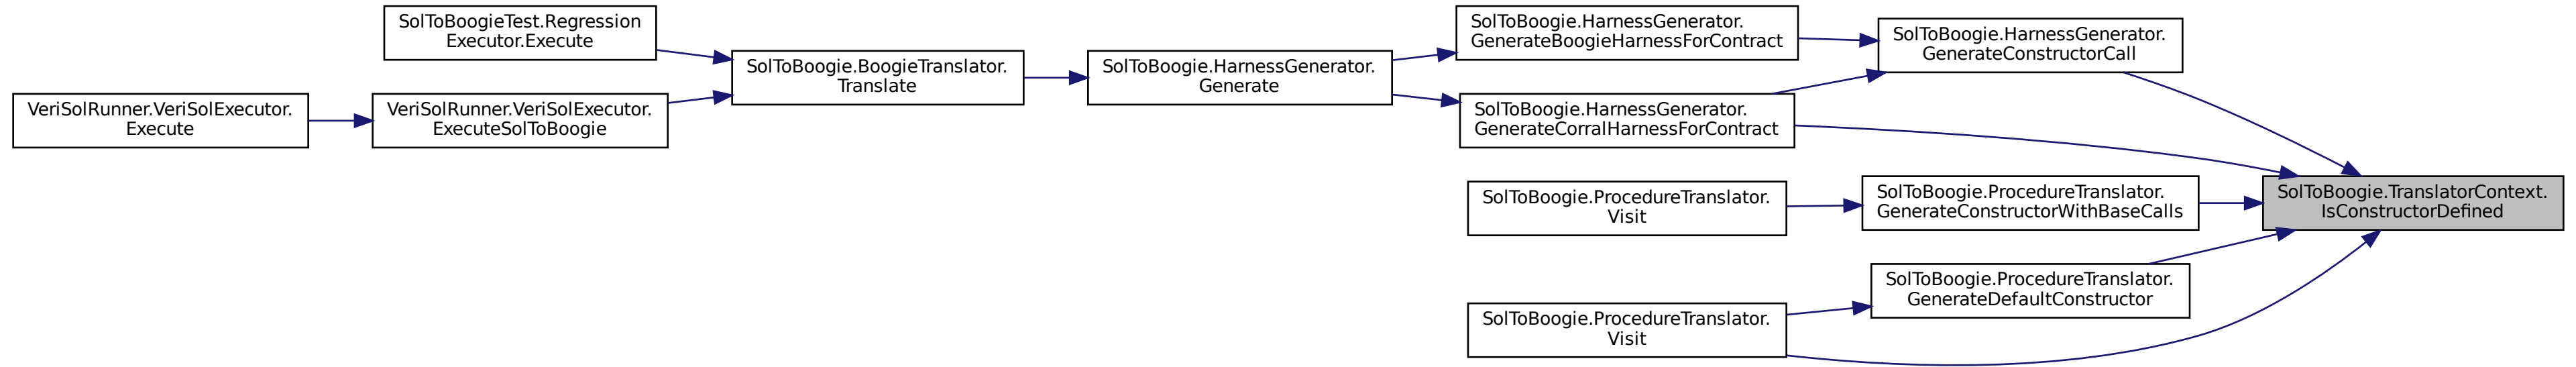 SolToBoogieTest.Regression
Executor.Execute
SolToBoogie.HarnessGenerator.
GenerateBoogieHarnessForContract
SolToBoogie.HarnessGenerator.
GenerateConstructorCall
SolToBoogie.BoogieTranslator.
Translate
SolToBoogie.HarnessGenerator.
Generate
VeriSolRunner.VeriSolExecutor.
Execute
VeriSolRunner.VeriSolExecutor.
ExecuteSolToBoogie
SolToBoogie.HarnessGenerator.
GenerateCorralHarnessForContract
SolToBoogie.ProcedureTranslator.
Visit
SolToBoogie.ProcedureTranslator.
GenerateConstructorWithBaseCalls
SolToBoogie.TranslatorContext.
IsConstructorDefined
SolToBoogie.ProcedureTranslator.
GenerateDefaultConstructor
SolToBoogie.ProcedureTranslator.
Visit